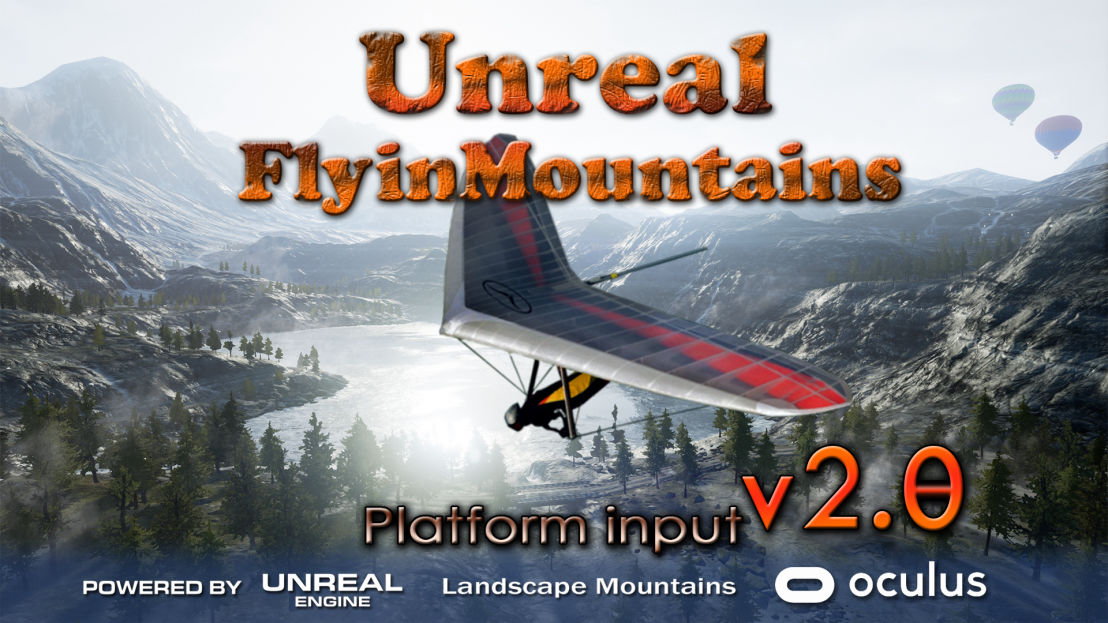 Unreal
FlyinMountains
Platform input v2.0
POWERED BY UNREAL ENGINE Landscape Mountains oculus